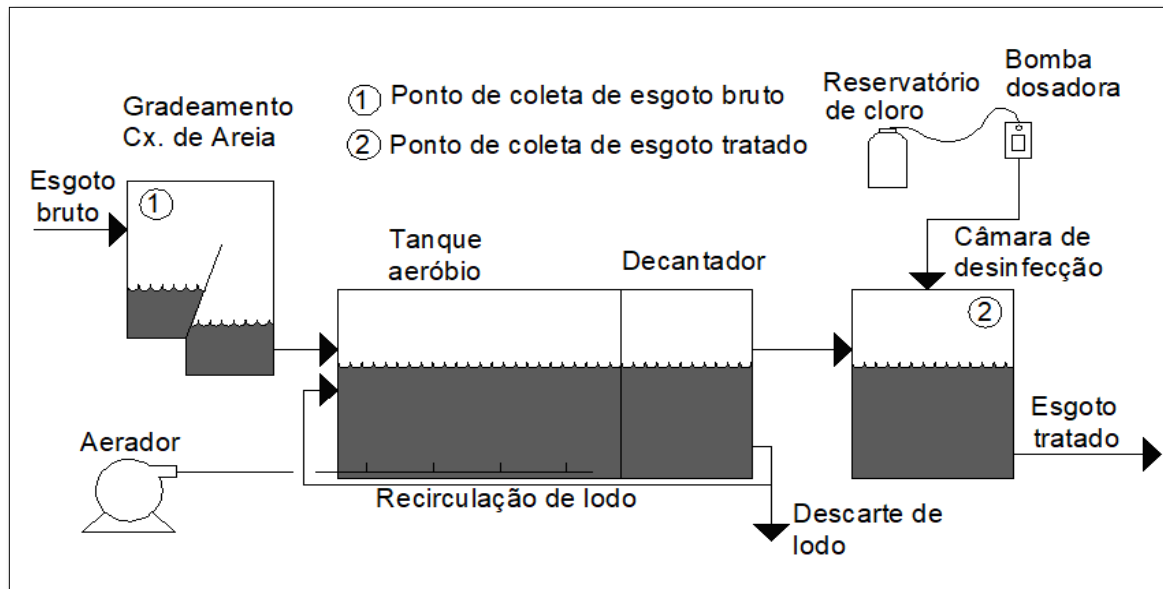 Gradeamento
Cx. de Areia
① Ponto de coleta de esgoto bruto
② Ponto de coleta de esgoto tratado
Reservatório
de cloro
Bomba
dosadora
Esgoto
bruto
①
Tanque
aeróbio
Decantador
Câmara de
desinfecção
②
Aerador
Recirculação de lodo
Descarte de
lodo
Esgoto
tratado